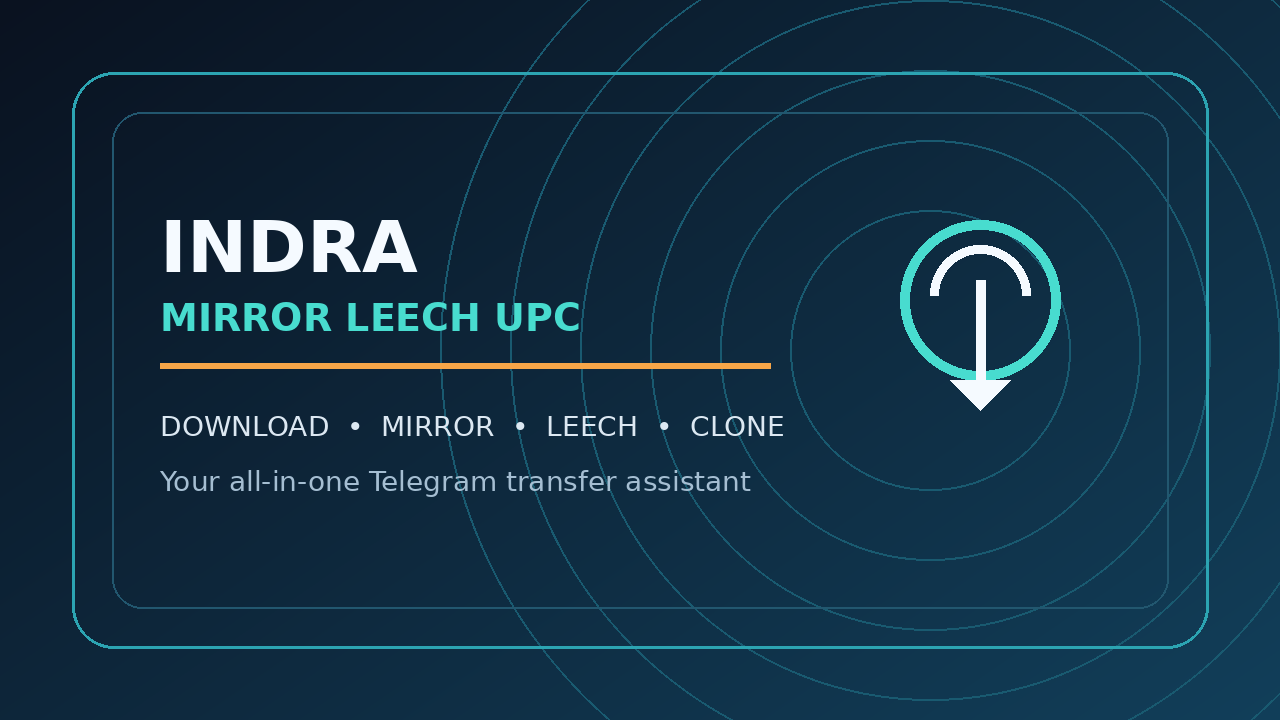 INDRA
MIRROR LEECH UPC
DOWNLOAD • MIRROR • LEECH • CLONE
Your all-in-one Telegram transfer assistant